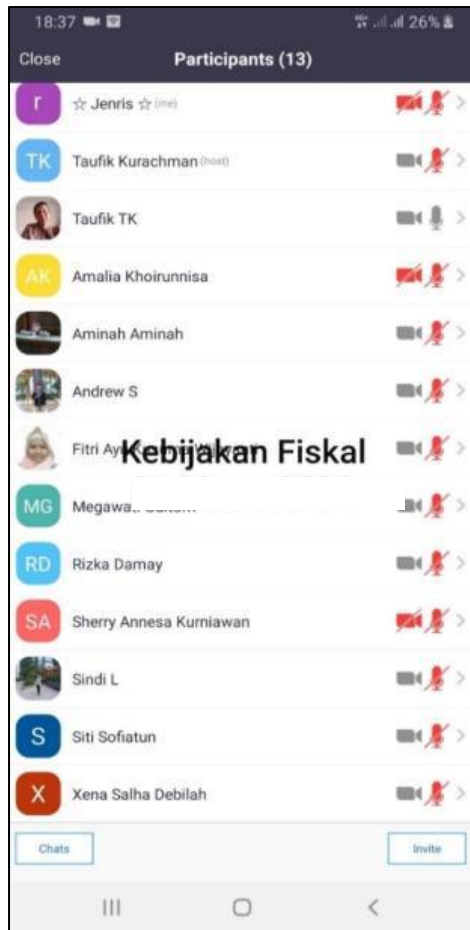 18:37
26%
Close
Participants (13)
r
☆ Jenris ☆ (me)
TK
Taufik Kurachman (host)
Taufik TK
AK
Amalia Khoirunnisa
Aminah Aminah
Andrew S
Fitri
Kebijakan Fiskal
MG
RD
Rizka Damay
SA
Sherry Annesa Kurniawan
Sindi L
S
Siti Sofiatun
X
Xena Salha Debilah
Chats
Invite